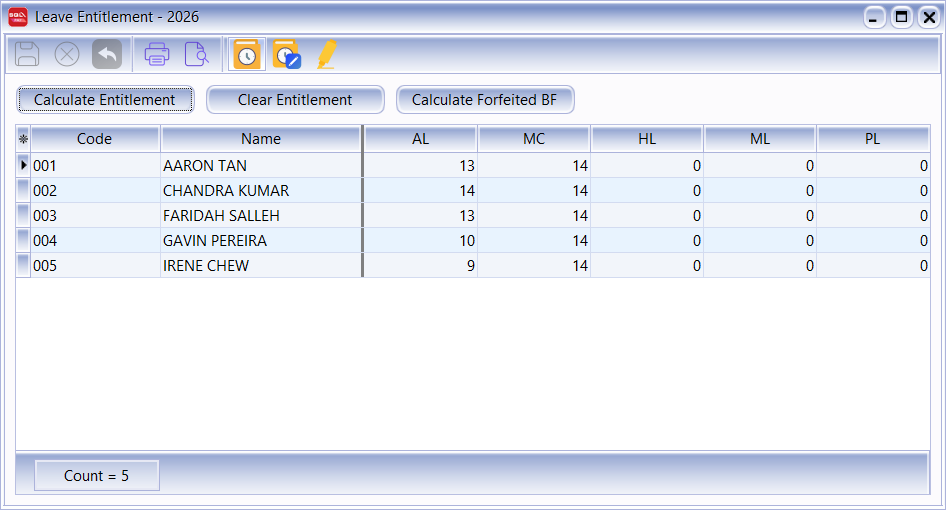 Leave Entitlement - 2026
Calculate Entitlement Clear Entitlement Calculate Forfeited BF
Code Name AL MC HL ML PL
001 AARON TAN 13 14 0 0 0
002 CHANDRA KUMAR 14 14 0 0 0
003 FARIDAH SALLEH 13 14 0 0 0
004 GAVIN PEREIRA 10 14 0 0 0
005 IRENE CHEW 9 14 0 0 0
Count = 5